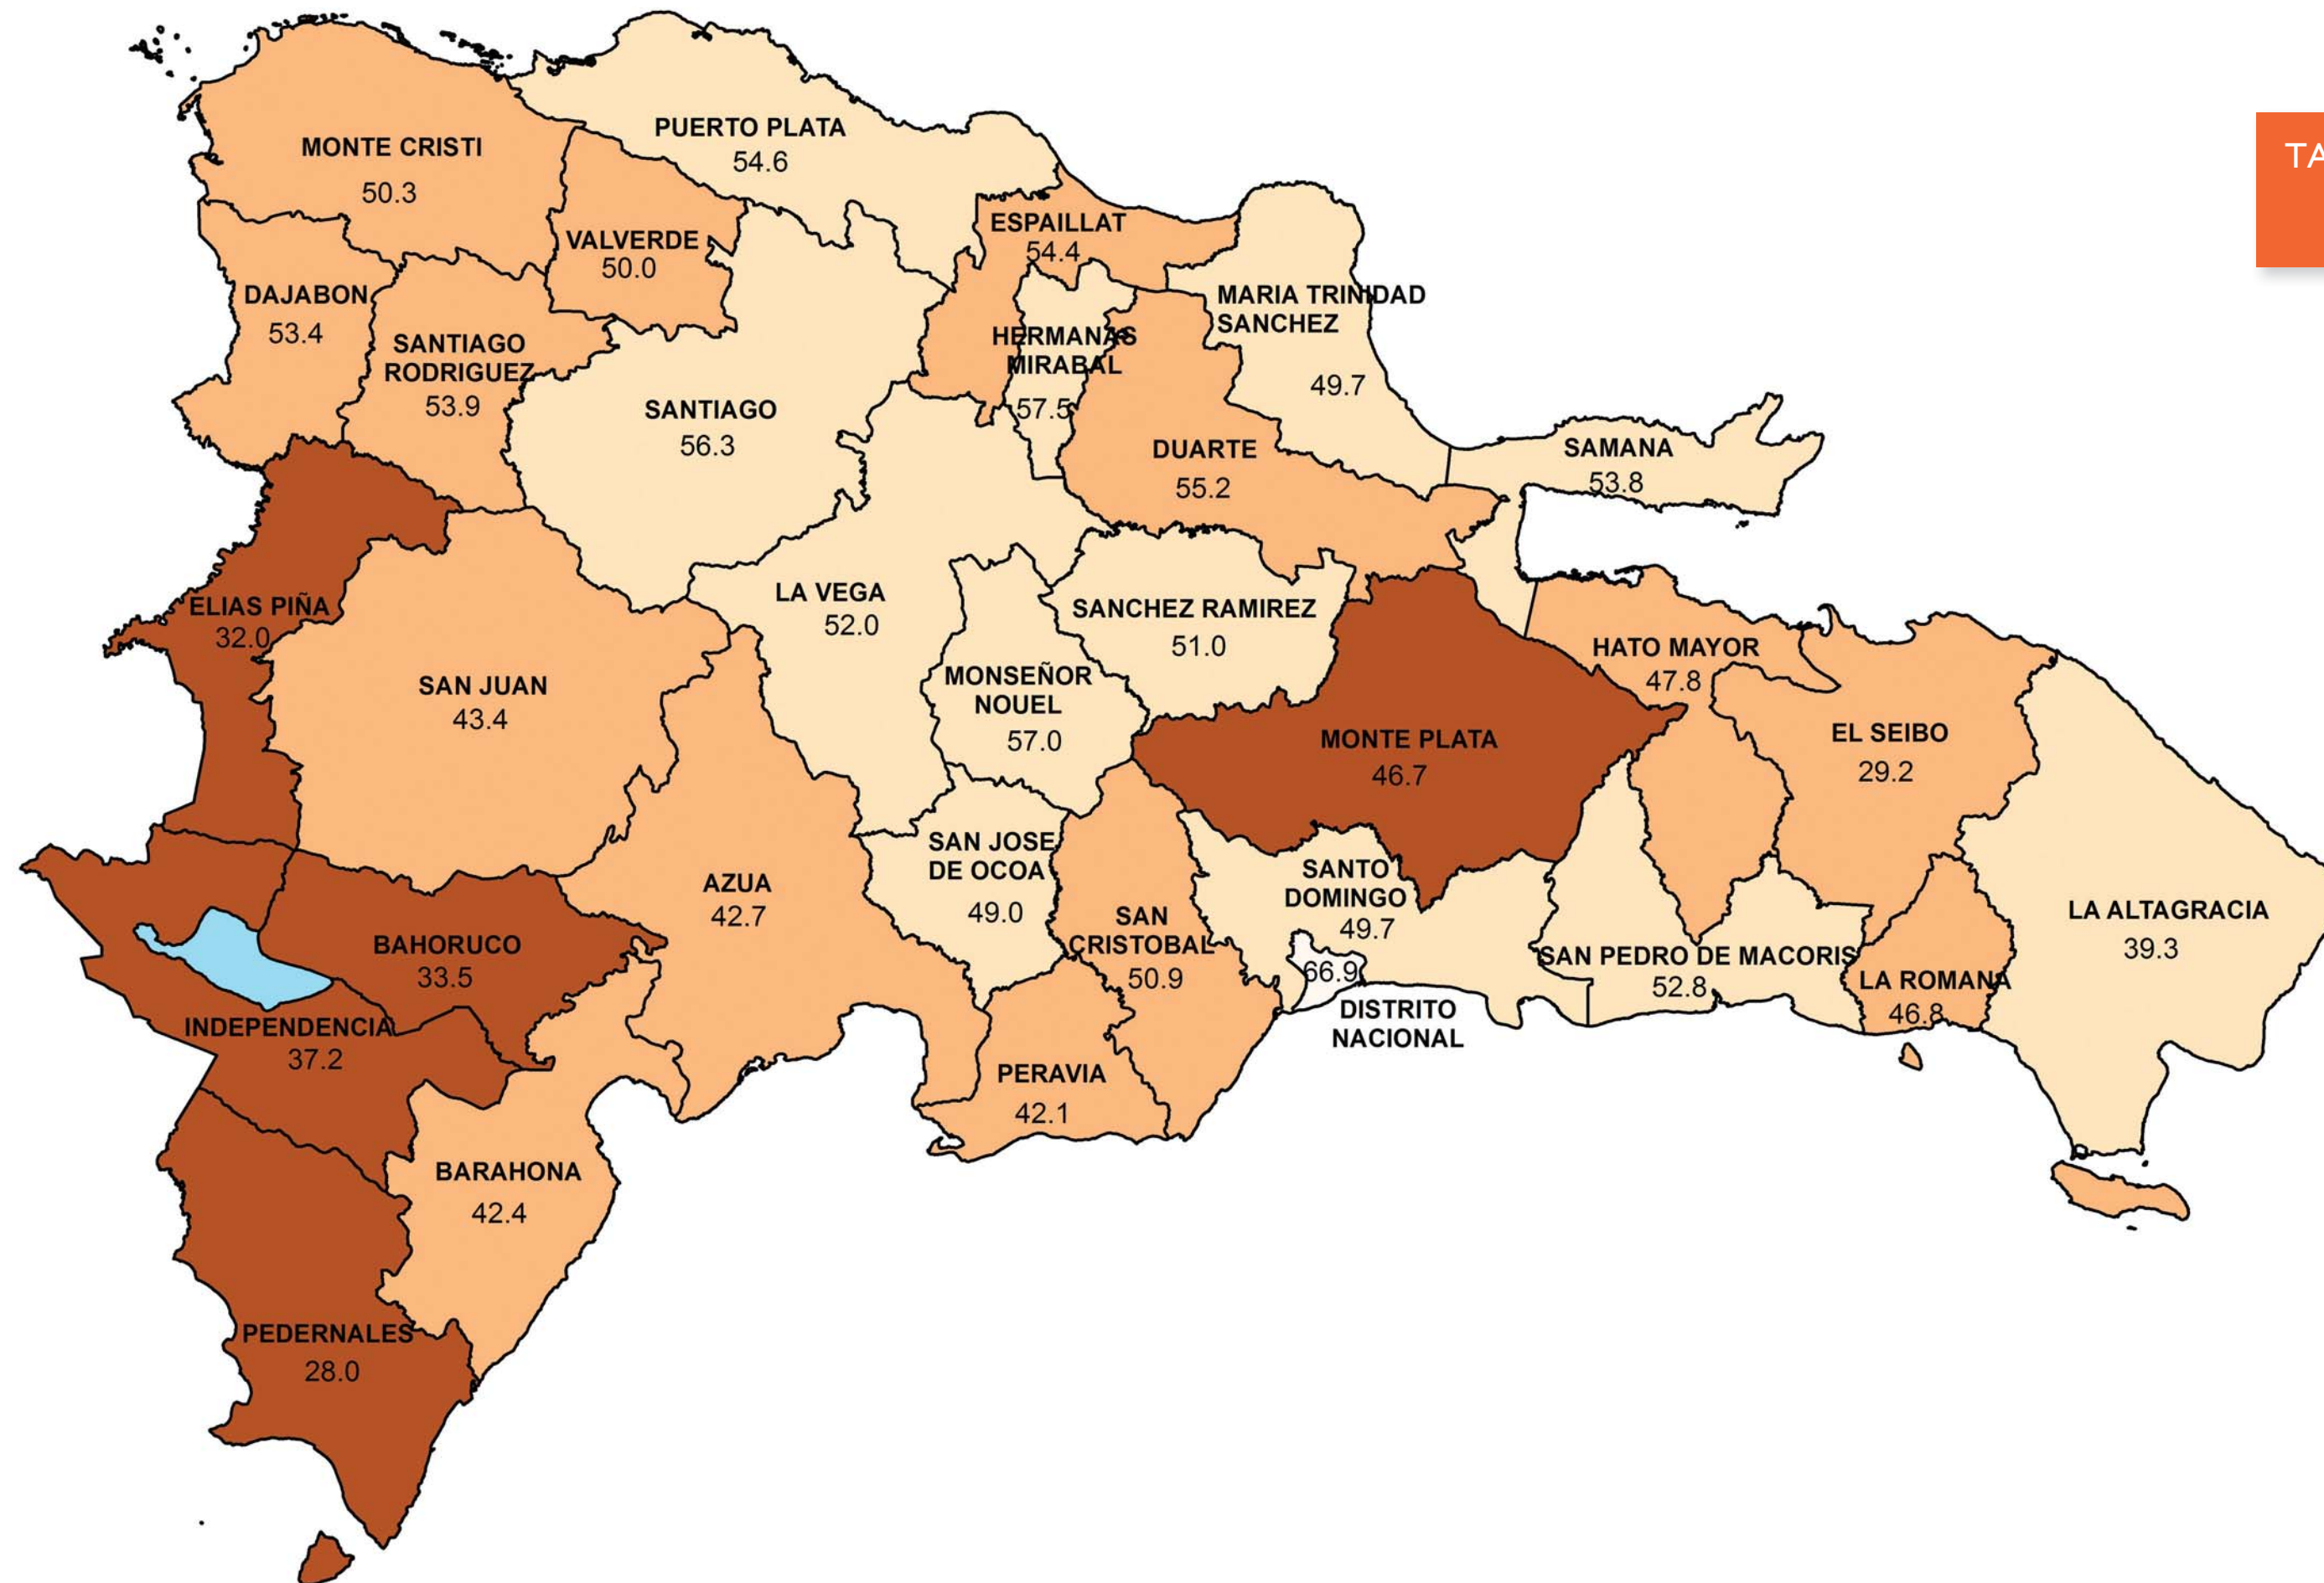 PUERTO PLATA
54.6
MONTE CRISTI
50.3
ESPAILLAT
54.4
VALVERDE
50.0
DAJABON
53.4
MARIA TRINIDAD
SANCHEZ
49.7
SANTIAGO
RODRIGUEZ
53.9
HERMANAS
MIRABAL
57.5
SANTIAGO
56.3
DUARTE
55.2
SAMANA
53.8
ELIAS PIÑA
32.0
LA VEGA
52.0
SANCHEZ RAMIREZ
51.0
HATO MAYOR
47.8
SAN JUAN
43.4
MONSEÑOR
NOUEL
57.0
MONTE PLATA
46.7
EL SEIBO
29.2
SAN JOSE
DE OCOA
49.0
AZUA
42.7
SANTO
DOMINGO
49.7
SAN
CRISTOBAL
50.9
LA ALTAGRACIA
39.3
BAHORUCO
33.5
SAN PEDRO DE MACORIS
52.8
66.9
DISTRITO
NACIONAL
LA ROMANA
46.8
INDEPENDENCIA
37.2
PERAVIA
42.1
BARAHONA
42.4
PEDERNALES
28.0
TA